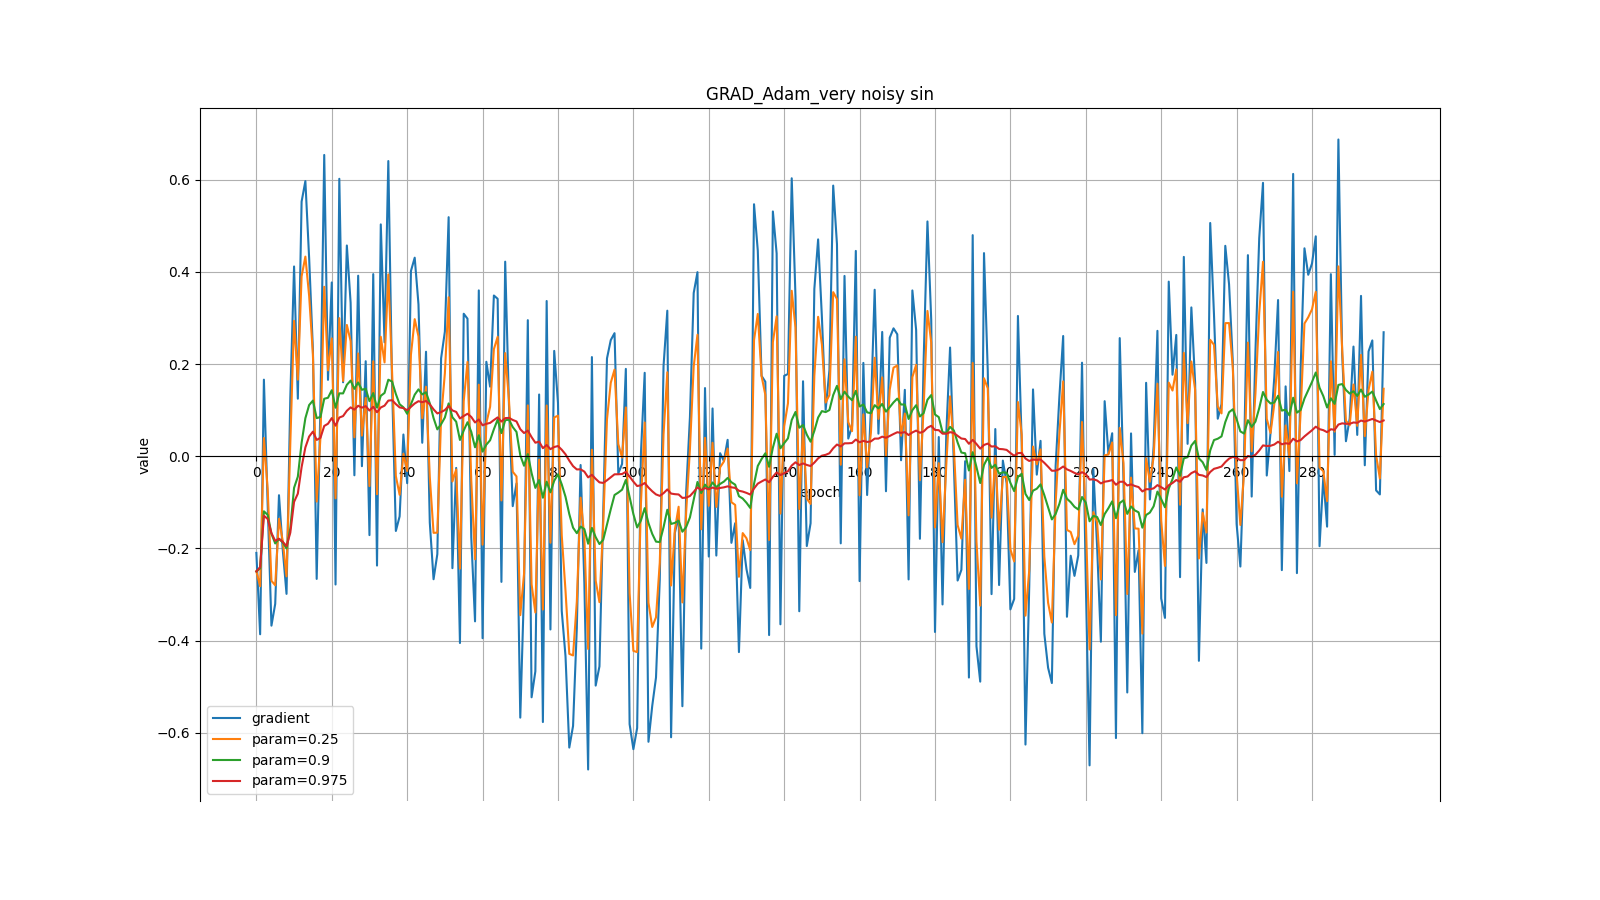 GRAD_Adam_very noisy sin
value
0.6
0.4
0.2
0.0
−0.2
−0.4
−0.6
0 20 40 60 80 100 120 140 160 180 200 220 240 260 280
epoch
gradient
param=0.25
param=0.9
param=0.975